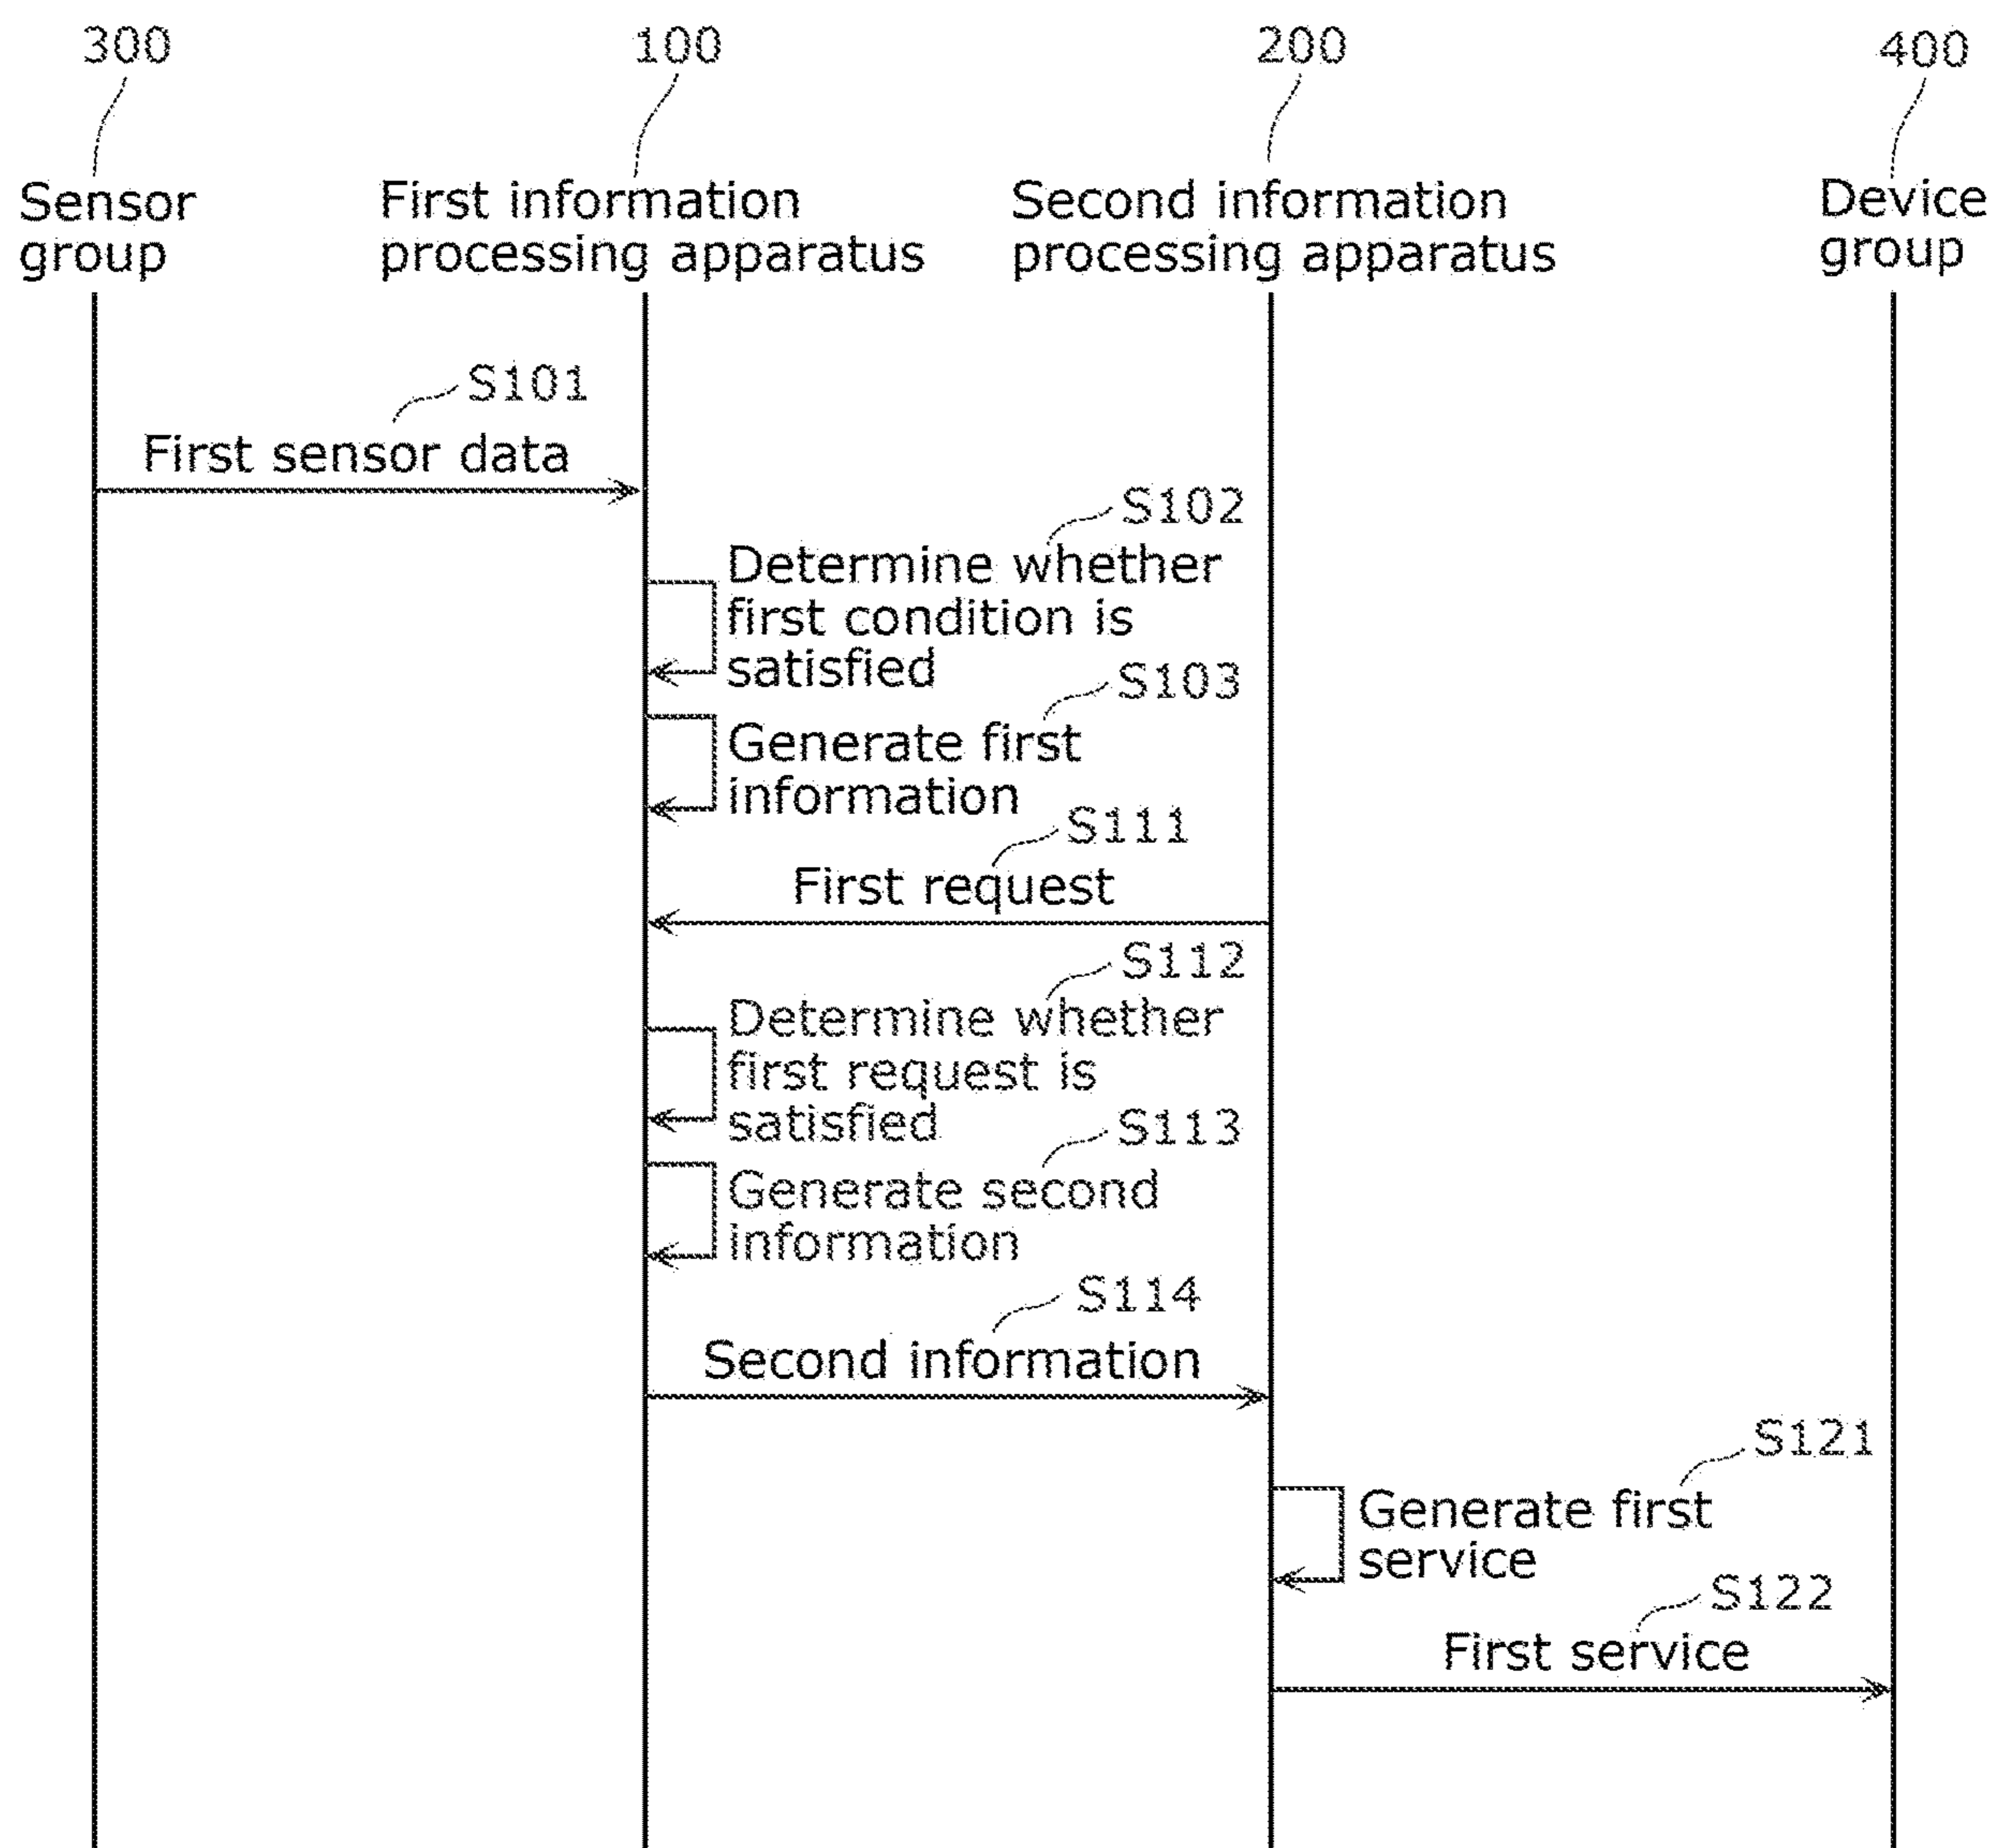 300
100
200
400
Sensor
group
First information
processing apparatus
Second information
processing apparatus
Device
group
S101
First sensor data
S102
Determine whether
first condition is
satisfied
S103
Generate first
information
S111
First request
S112
Determine whether
first request is
satisfied
S113
Generate second
information
S114
Second information
S121
Generate first
service
S122
First service